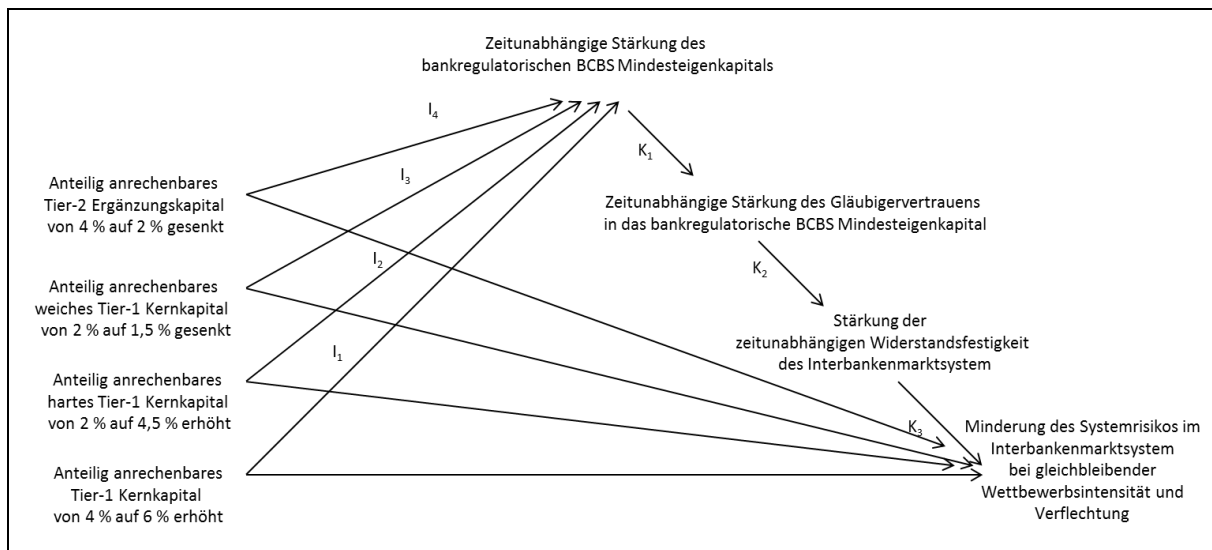 Zeitunabhängige Stärkung des
bankregulatorischen BCBS Mindesteigenkapitals
I₄
K₁
I₃
Anteilig anrechenbares
Tier-2 Ergänzungskapital
von 4 % auf 2 % gesenkt
Zeitunabhängige Stärkung des Gläubigervertrauens
in das bankregulatorische BCBS Mindesteigenkapital
I₂
K₂
Anteilig anrechenbares
weiches Tier-1 Kernkapital
von 2 % auf 1,5 % gesenkt
Stärkung der
zeitunabhängigen Widerstandsfestigkeit
des Interbankenmarktsystem
I₁
Anteilig anrechenbares
hartes Tier-1 Kernkapital
von 2 % auf 4,5 % erhöht
K₃
Minderung des Systemrisikos im
Interbankenmarktsystem
bei gleichbleibender
Wettbewerbsintensität und
Verflechtung
Anteilig anrechenbares
Tier-1 Kernkapital
von 4 % auf 6 % erhöht